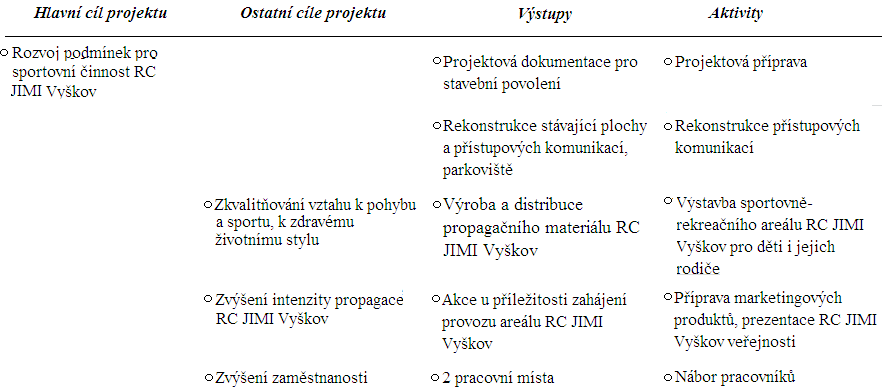 Hlavní cíl projektu Ostatní cíle projektu Výstupy Aktivity
Rozvoj podmínek pro
sportovní činnost RC
JIMI Vyškov
Projektová dokumentace pro
stavební povolení
Projektová příprava
Rekonstrukce stávající plochy
a přístupových komunikací,
parkoviště
Rekonstrukce přístupových
komunikací
Zkvalitňování vztahu k pohybu
a sportu, k zdravému
životnímu stylu
Výroba a distribuce
propagačního materiálu RC
JIMI Vyškov
Výstavba sportovně-
rekreačního areálu RC JIMI
Vyškov pro děti i jejich
rodiče
Zvýšení intenzity propagace
RC JIMI Vyškov
Akce u příležitosti zahájení
provozu areálu RC JIMI
Vyškov
Příprava marketingových
produktů, prezentace RC JIMI
Vyškov veřejnosti
Zvýšení zaměstnanosti
2 pracovní místa
Nábor pracovníků